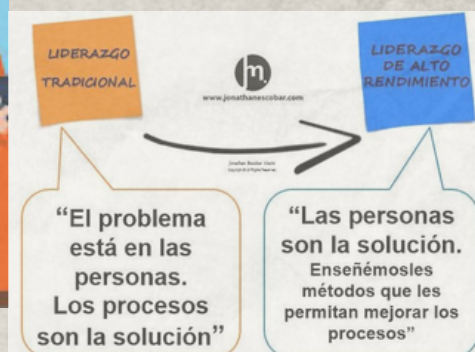 LIDERAZGO
TRADICIONAL
hm.
www.jonathanescobar.com
LIDERAZGO
DE ALTO
RENDIMIENTO
“El problema
está en las
personas.
Los procesos
son la solución”
“Las personas
son la solución.
Enseñémosles
métodos que les
permitan mejorar los
procesos”